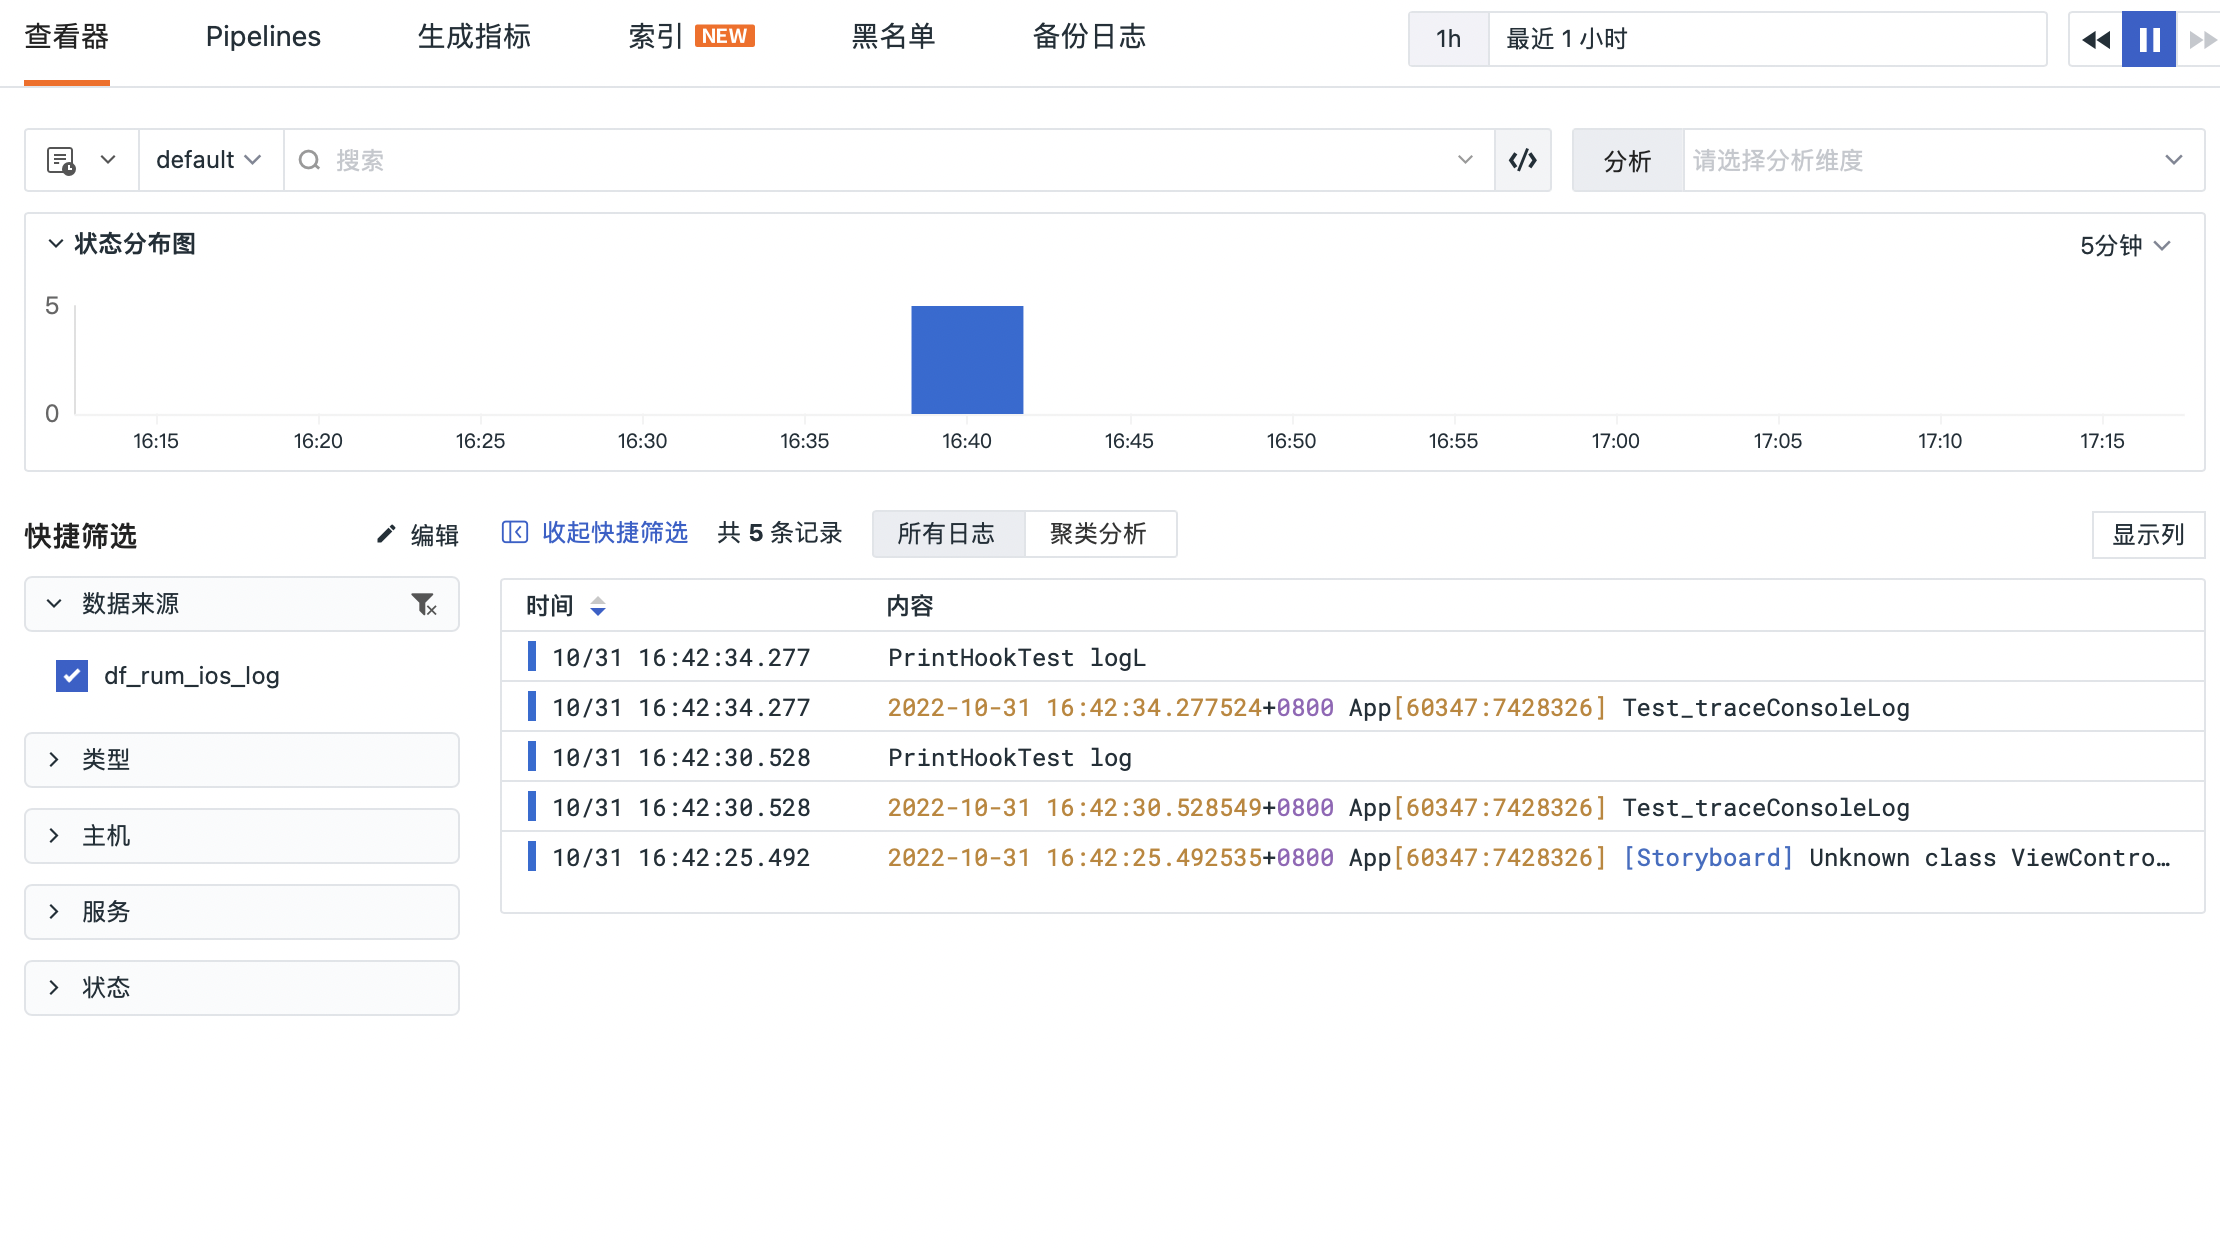 查看器 Pipelines 生成指标 索引 NEW 黑名单 备份日志 1h 最近 1 小时
default 搜索 分析 请选择分析维度
状态分布图 5分钟
5
0
16:15 16:20 16:25 16:30 16:35 16:40 16:45 16:50 16:55 17:00 17:05 17:10 17:15
快捷筛选 编辑 收起快捷筛选 共 5 条记录 所有日志 聚类分析 显示列
数据来源
df_rum_ios_log
类型
主机
服务
状态
时间 内容
10/31 16:42:34.277 PrintHookTest logL
10/31 16:42:34.277 2022-10-31 16:42:34.277524+0800 App[60347:7428326] Test_traceConsoleLog
10/31 16:42:30.528 PrintHookTest log
10/31 16:42:30.528 2022-10-31 16:42:30.528549+0800 App[60347:7428326] Test_traceConsoleLog
10/31 16:42:25.492 2022-10-31 16:42:25.492535+0800 App[60347:7428326] [Storyboard] Unknown class ViewContro…